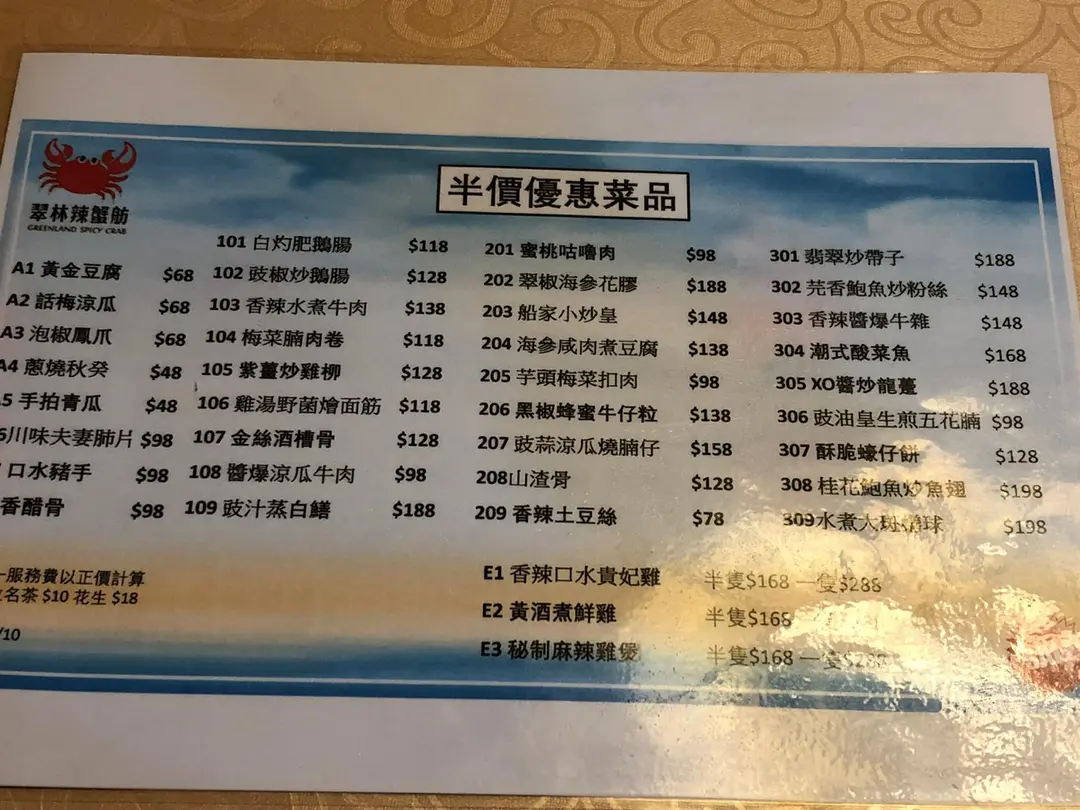 翠林辣蟹舫
GREENLAND SPICY CRAB
半價優惠菜品
A1 黃金豆腐 $68
A2 話梅涼瓜 $68
A3 泡椒鳳爪 $68
A4 蔥燒秋葵 $48
5 手拍青瓜 $48
川味夫妻肺片 $98
口水豬手 $98
香醋骨 $98
101 白灼肥鵝腸 $118
102 豉椒炒鵝腸 $128
103 香辣水煮牛肉 $138
104 梅菜腩肉卷 $118
105 紫薑炒雞柳 $128
106 雞湯野菌燴面筋 $118
107 金絲酒槽骨 $128
108 醬爆涼瓜牛肉 $98
109 豉汁蒸白鱔 $188
201 蜜桃咕嚕肉 $98
202 翠椒海參花膠 $188
203 船家小炒皇 $148
204 海參咸肉煮豆腐 $138
205 芋頭梅菜扣肉 $98
206 黑椒蜂蜜牛仔粒 $138
207 豉蒜涼瓜燒腩仔 $158
208山渣骨 $128
209 香辣土豆絲 $78
301 翡翠炒帶子 $188
302 芫香鮑魚炒粉絲 $148
303 香辣醬爆牛雜 $148
304 潮式酸菜魚 $168
305 XO醬炒龍躉 $188
306 豉油皇生煎五花腩 $98
307 酥脆蠔仔餅 $128
308 桂花鮑魚炒魚翅 $198
309水煮大斑球 $198
E1 香辣口水貴妃雞 半隻$168 一隻$288
E2 黃酒煮鮮雞 半隻$168
E3 秘制麻辣雞煲 半隻$168 一隻
一服務費以正價計算
名茶 $10 花生 $18
/10